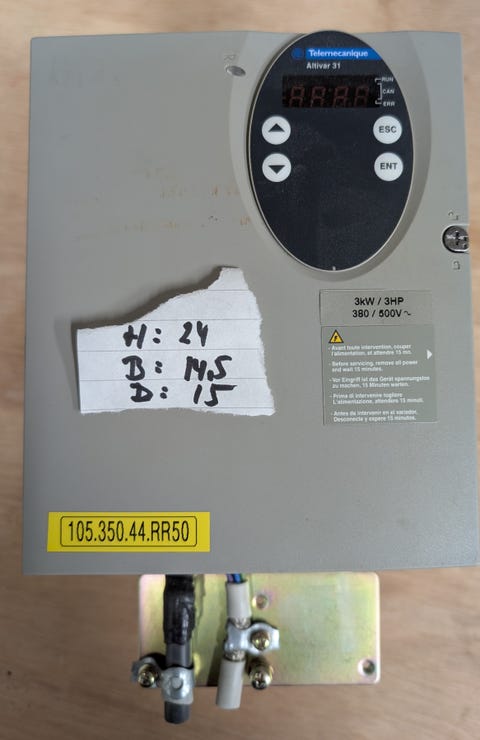 Telemecanique
Altivar 31
RUN
CAN
ERR
ESC
ENT
3kW / 3HP
380 / 500V ~
- Avant toute intervention, couper
l'alimentation, et attendre 15 mn.
- Before servicing, remove all power
and wait 15 minutes.
- Vor Eingriff ist das Gerät spannungslos
zu machen, 15 Minuten warten.
- Prima di intervenire togliere
L'alimentazione, attendere 15 minuti.
- Antes de intervenir en el variador.
Desconecte y espere 15 minutos.
H: 24
B: 14,5
D: 15
105.350.44.RR50